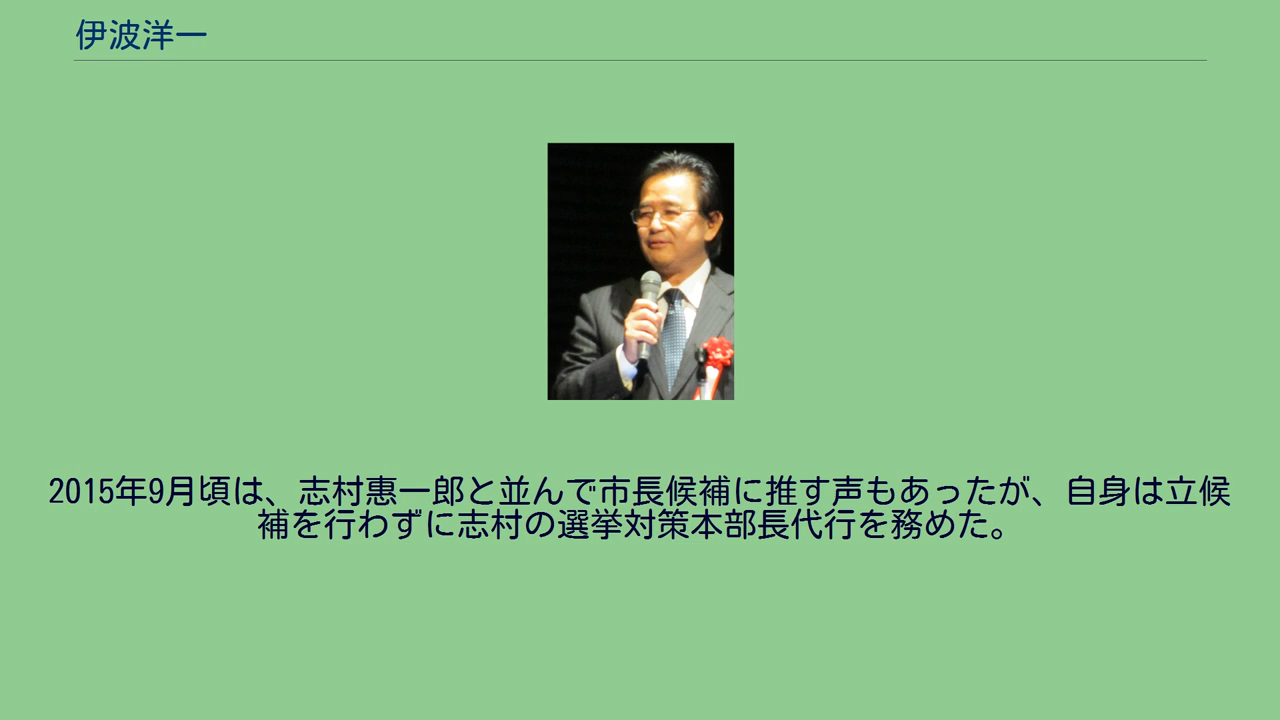 伊波洋一
2015年9月頃は、志村惠一郎と並んで市長候補に推す声もあったが、自身は立候
補を行わずに志村の選挙対策本部長代行を務めた。